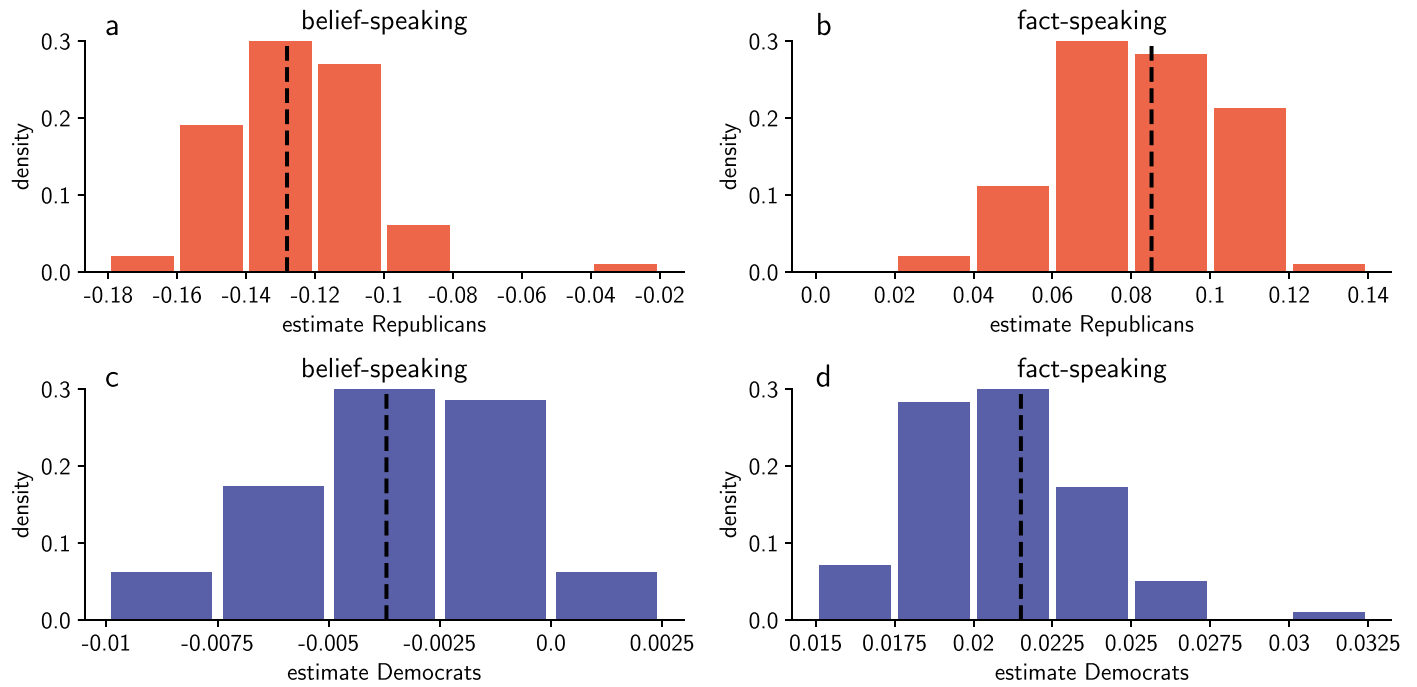 a
belief-speaking
0.3
0.2
0.1
0.0
density
-0.18 -0.16 -0.14 -0.12 -0.1 -0.08 -0.06 -0.04 -0.02
estimate Republicans
b
fact-speaking
0.3
0.2
0.1
0.0
density
0.0 0.02 0.04 0.06 0.08 0.1 0.12 0.14
estimate Republicans
c
belief-speaking
0.3
0.2
0.1
0.0
density
-0.01 -0.0075 -0.005 -0.0025 0.0 0.0025
estimate Democrats
d
fact-speaking
0.3
0.2
0.1
0.0
density
0.015 0.0175 0.02 0.0225 0.025 0.0275 0.03 0.0325
estimate Democrats